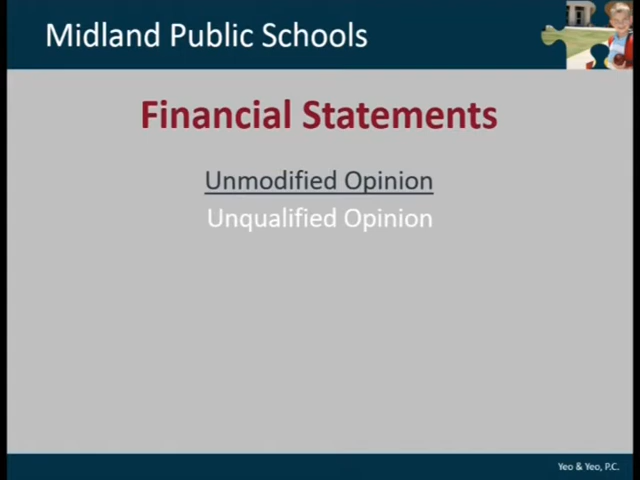 Midland Public Schools
Financial Statements
Unmodified Opinion
Unqualified Opinion
Yeo & Yeo, P.C.